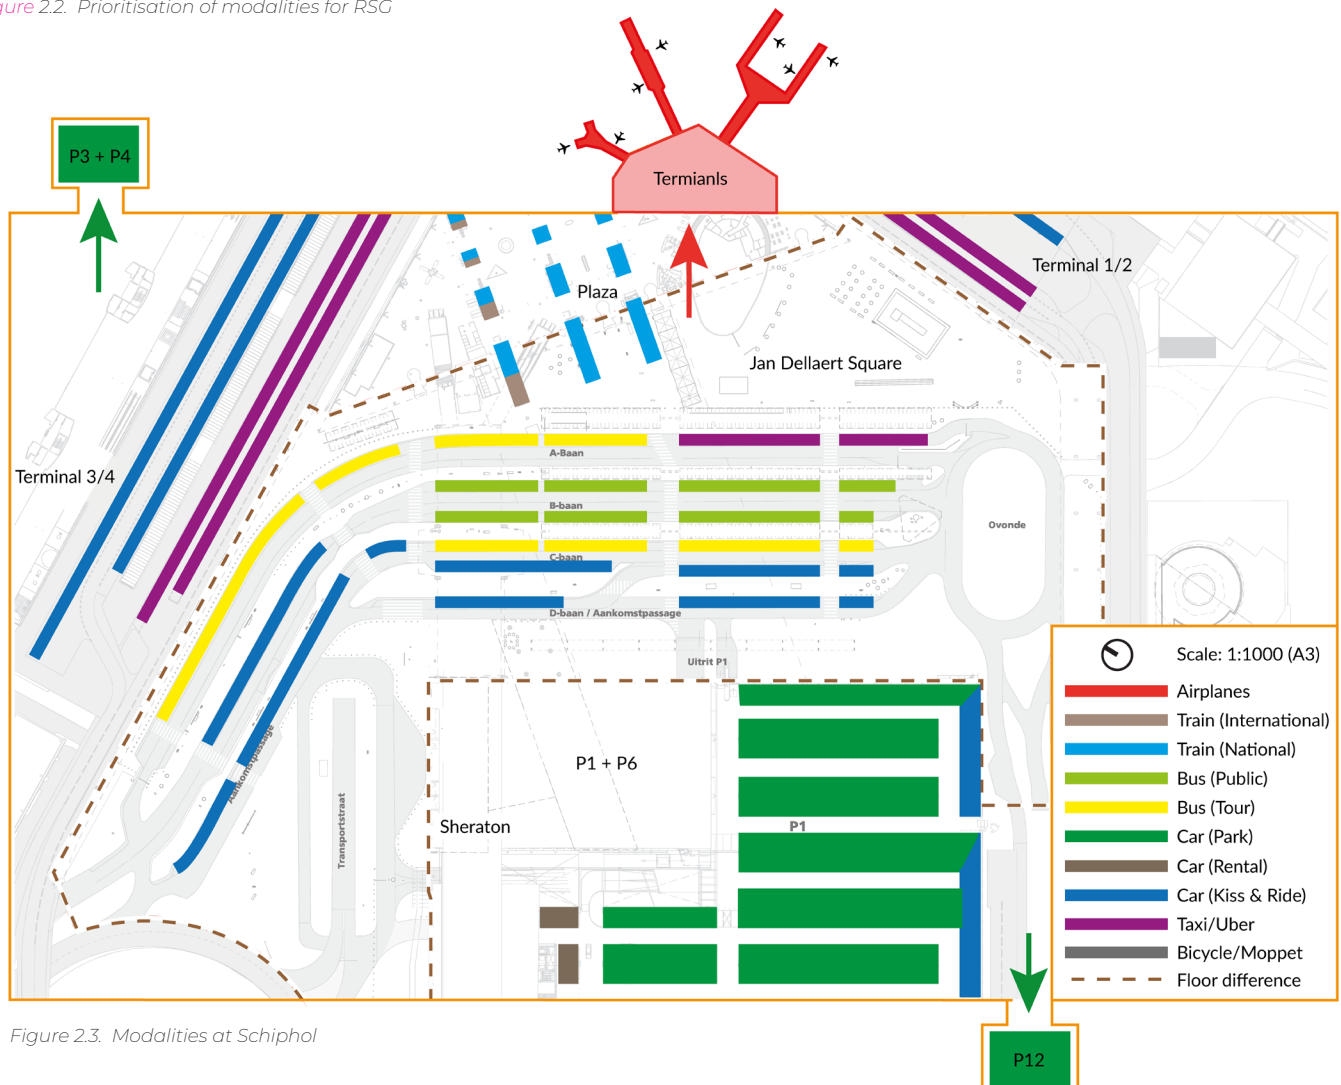 gure 2.2. Prioritisation of modalities for RSG
P3 + P4
Termianls
Terminal 1/2
Plaza
Jan Dellaert Square
Terminal 3/4
A-Baan
B-baan
Ovonde
C-baan
D-baan / Aankomstpassage
Uitrit P1
Scale: 1:1000 (A3)
Airplanes
Train (International)
Train (National)
Bus (Public)
Bus (Tour)
Car (Park)
Car (Rental)
Car (Kiss & Ride)
Taxi/Uber
Bicycle/Moppet
Floor difference
Aankomstpassage
P1 + P6
Sheraton
P1
Transportstraat
Figure 2.3. Modalities at Schiphol
P12